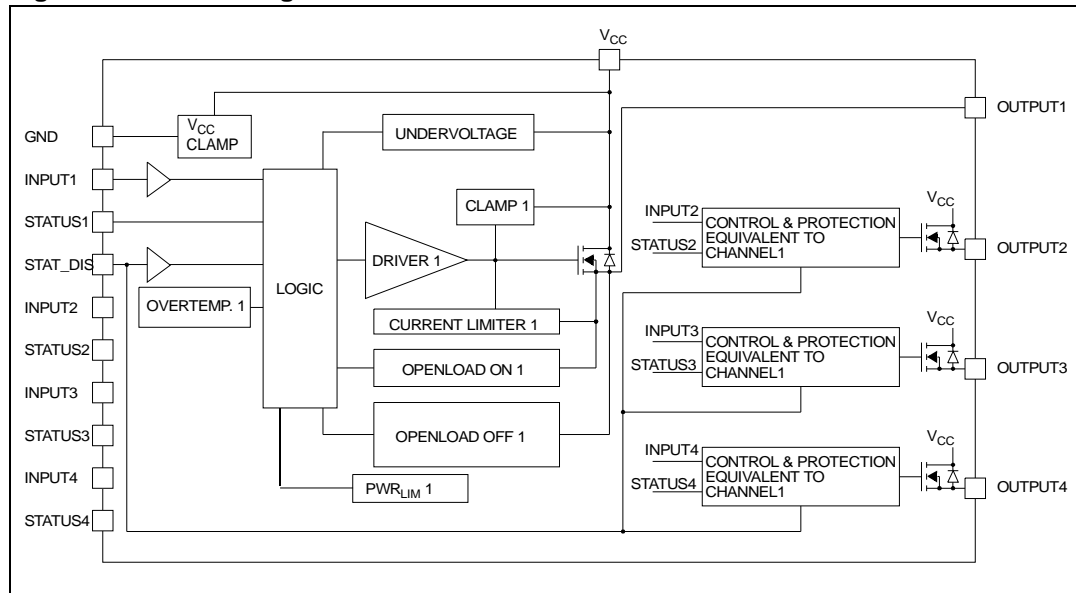 VCC
GND
INPUT1
STATUS1
STAT_DIS
INPUT2
STATUS2
INPUT3
STATUS3
INPUT4
STATUS4
VCC
CLAMP
OVERTEMP. 1
LOGIC
UNDERVOLTAGE
CLAMP 1
DRIVER 1
CURRENT LIMITER 1
OPENLOAD ON 1
OPENLOAD OFF 1
PWRLIM 1
OUTPUT1
INPUT2
STATUS2
CONTROL & PROTECTION
EQUIVALENT TO
CHANNEL1
VCC
OUTPUT2
INPUT3
STATUS3
CONTROL & PROTECTION
EQUIVALENT TO
CHANNEL1
VCC
OUTPUT3
INPUT4
STATUS4
CONTROL & PROTECTION
EQUIVALENT TO
CHANNEL1
VCC
OUTPUT4